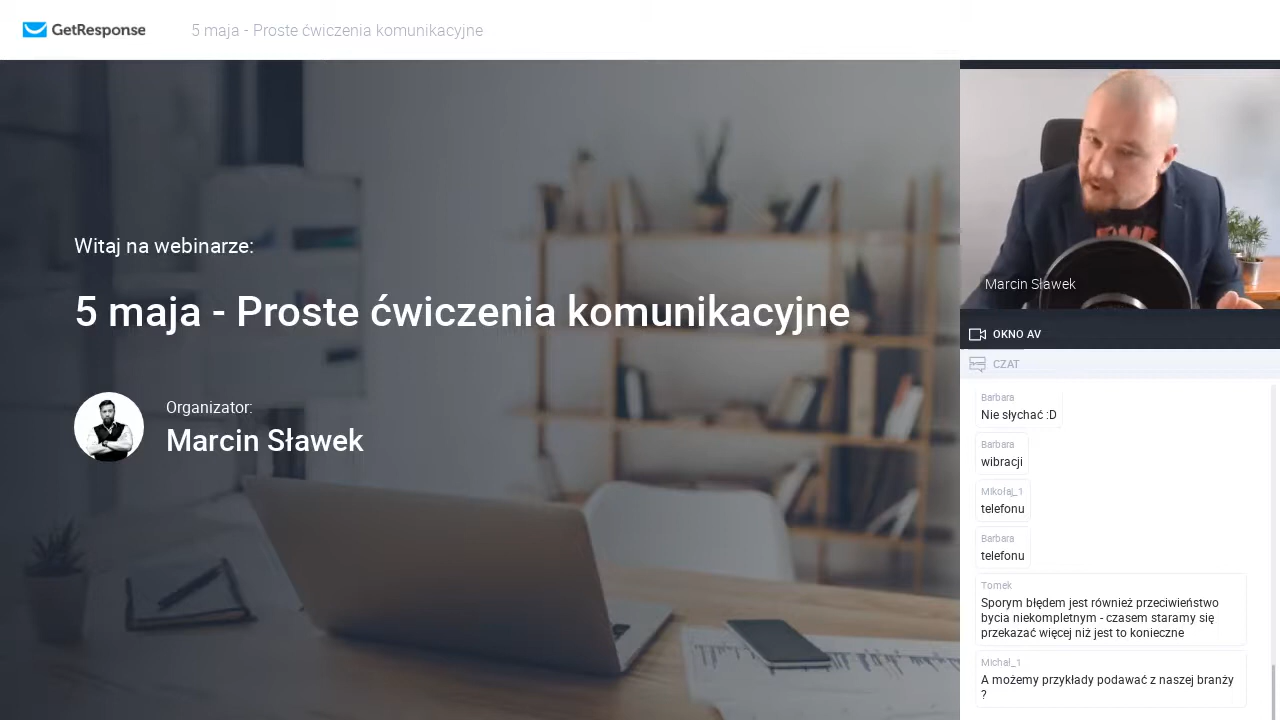 GetResponse
5 maja - Proste ćwiczenia komunikacyjne
Witaj na webinarze:
5 maja - Proste ćwiczenia komunikacyjne
Organizator:
Marcin Sławek
Marcin Sławek
OKNO AV
CZAT
Barbara
Nie słychać :D
Barbara
wibracji
Mikołaj_1
telefonu
Barbara
telefonu
Tomek
Sporym błędem jest również przeciwieństwo
bycia niekompletnym - czasem staramy się
przekazać więcej niż jest to konieczne
Michał_1
A możemy przykłady podawać z naszej branży
?